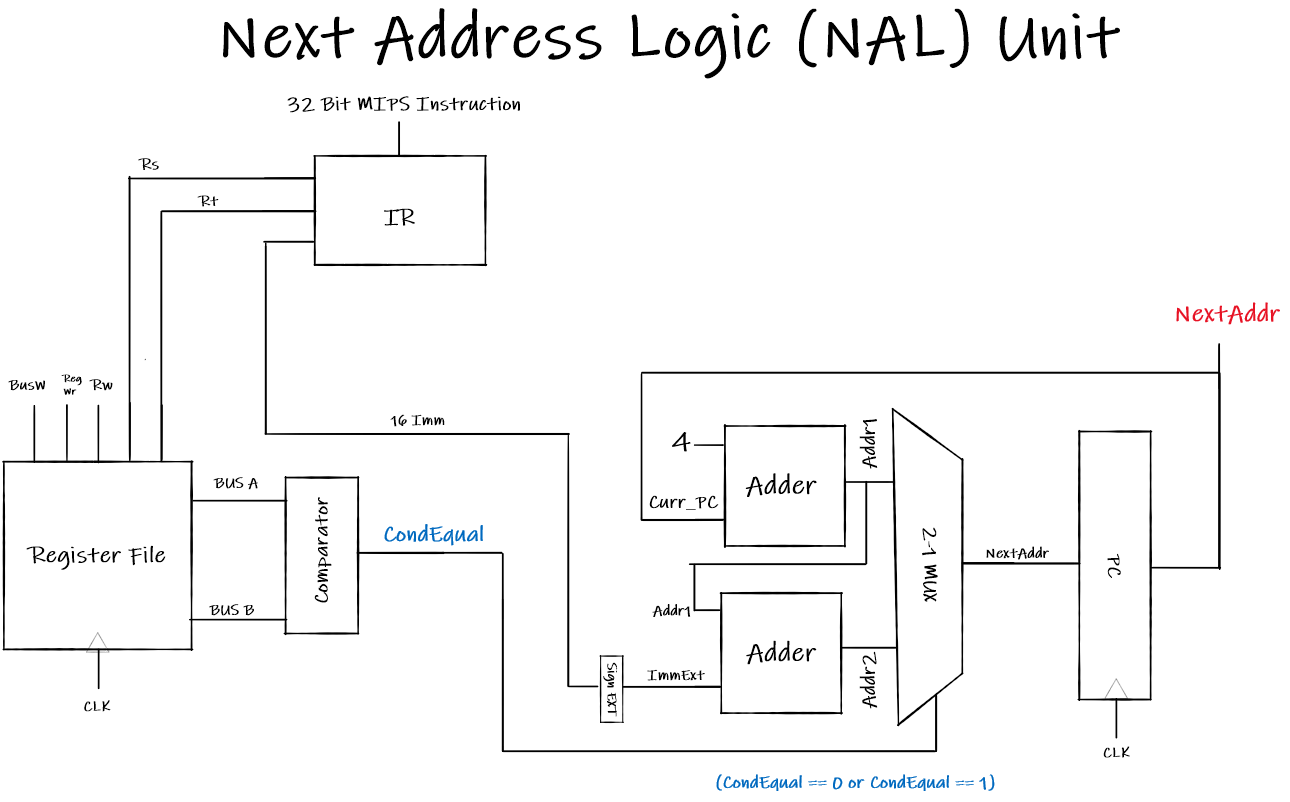 Next Address Logic (NAL) Unit
32 Bit MIPS Instruction
Rs
Rt
IR
NextAddr
BusW
Reg
Wr
Rw
16 Imm
4
Addr1
Adder
Curr_PC
BUS A
CondEqual
Register File
Comparator
2-1 MUX
NextAddr
PC
BUS B
Addr1
Adder
Sign EXT
ImmExt
Addr2
CLK
CLK
(CondEqual == 0 or CondEqual == 1)